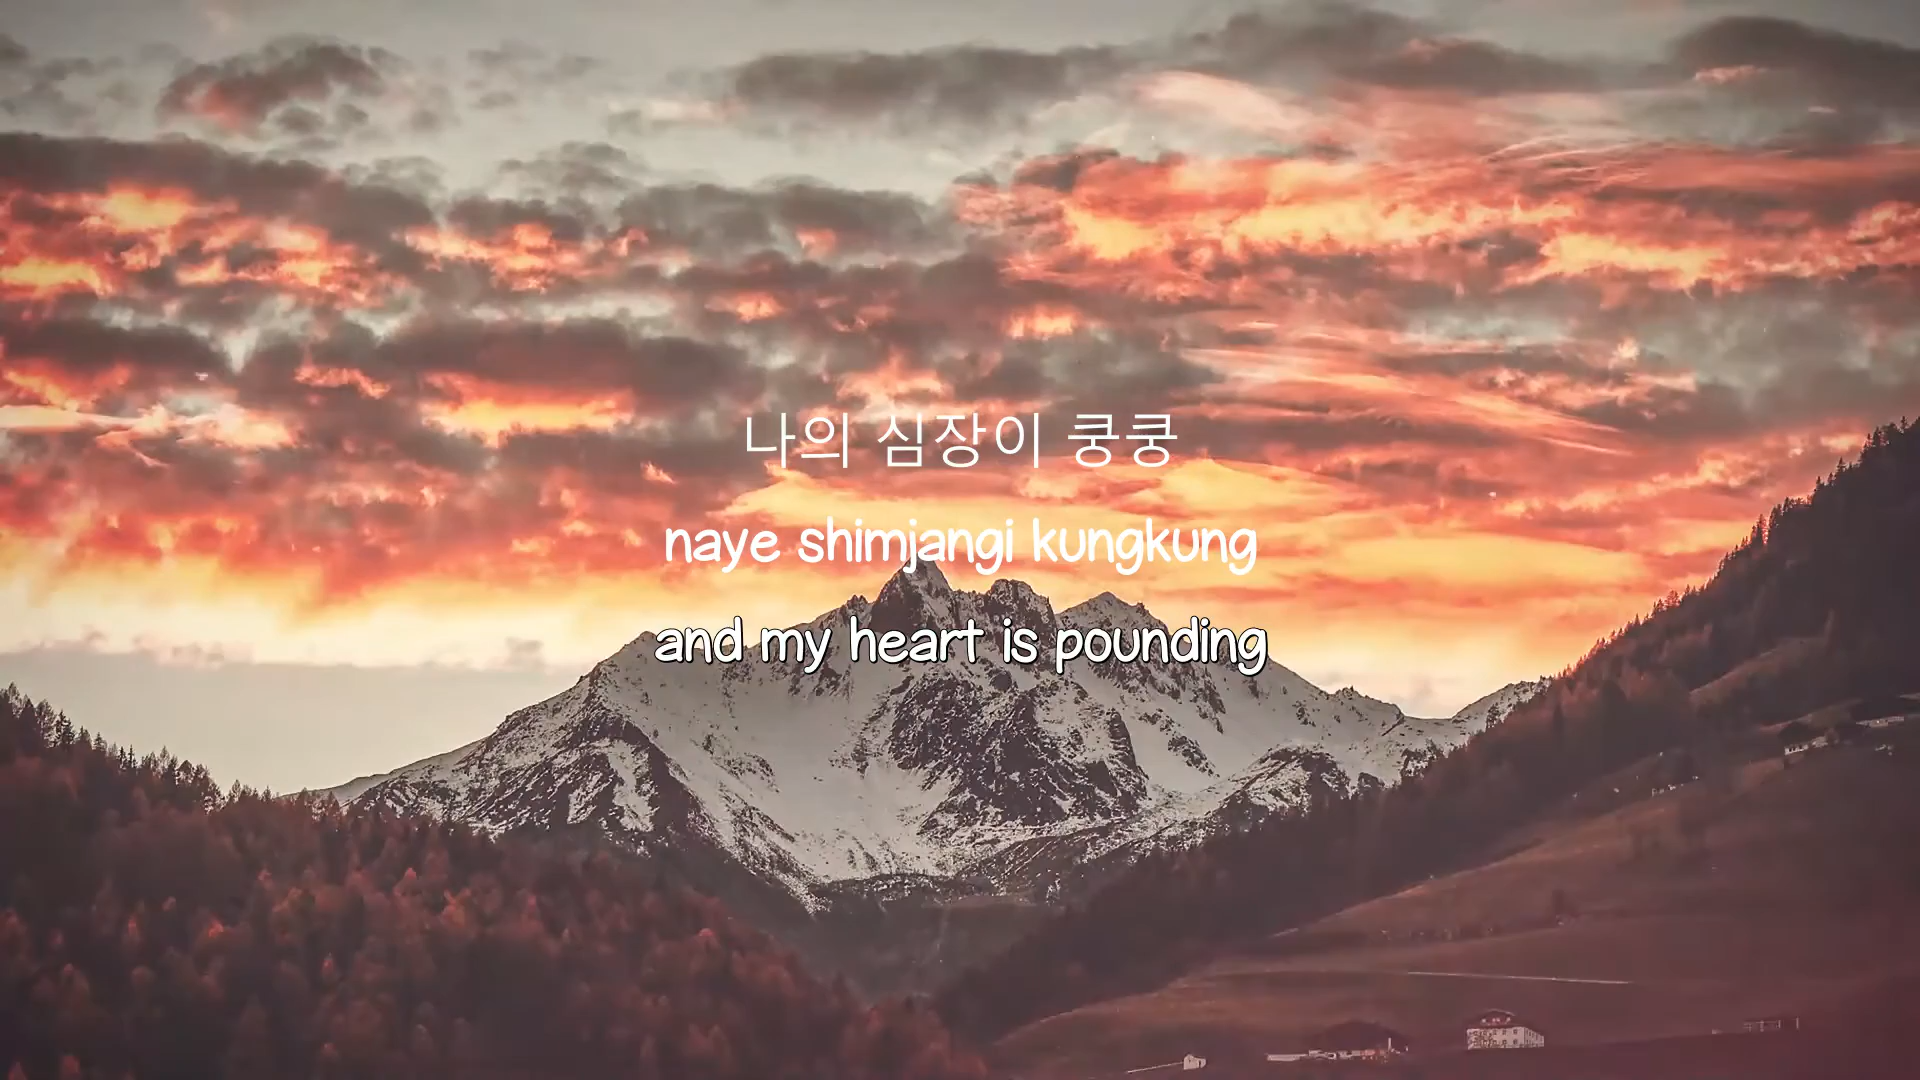 나의 심장이 쿵쿵
naye shimjangi kungkung
and my heart is pounding